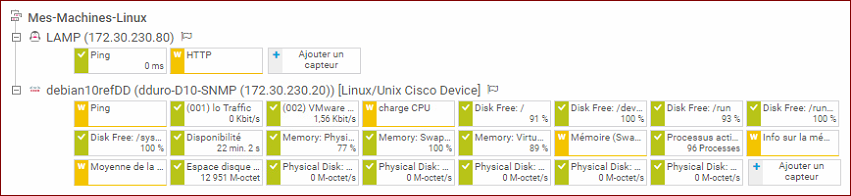 Mes-Machines-Linux
LAMP (172.30.230.80)
Ping
0 ms
W HTTP
+ Ajouter un
capteur
debian10refDD (dduro-D10-SNMP (172.30.230.20)) [Linux/Unix Cisco Device]
W Ping
(001) lo Traffic
0 Kbit/s
(002) VMware ...
1,56 Kbit/s
W charge CPU
Disk Free: /
91 %
Disk Free: /dev...
100 %
Disk Free: /run
93 %
Disk Free: /run...
100 %
Disk Free: /sys...
100 %
Disponibilité
22 min. 2 s
Memory: Physi...
77 %
Memory: Swap...
100 %
Memory: Virtu...
89 %
W Mémoire (Swa...
Processus acti...
96 Processes
W Info sur la mé...
W Moyenne de la ...
Espace disque ...
12 951 M-octet
Physical Disk: ...
0 M-octet/s
Physical Disk: ...
0 M-octet/s
Physical Disk: ...
0 M-octet/s
Physical Disk: ...
0 M-octet/s
Physical Disk: ...
0 M-octet/s
+ Ajouter un
capteur